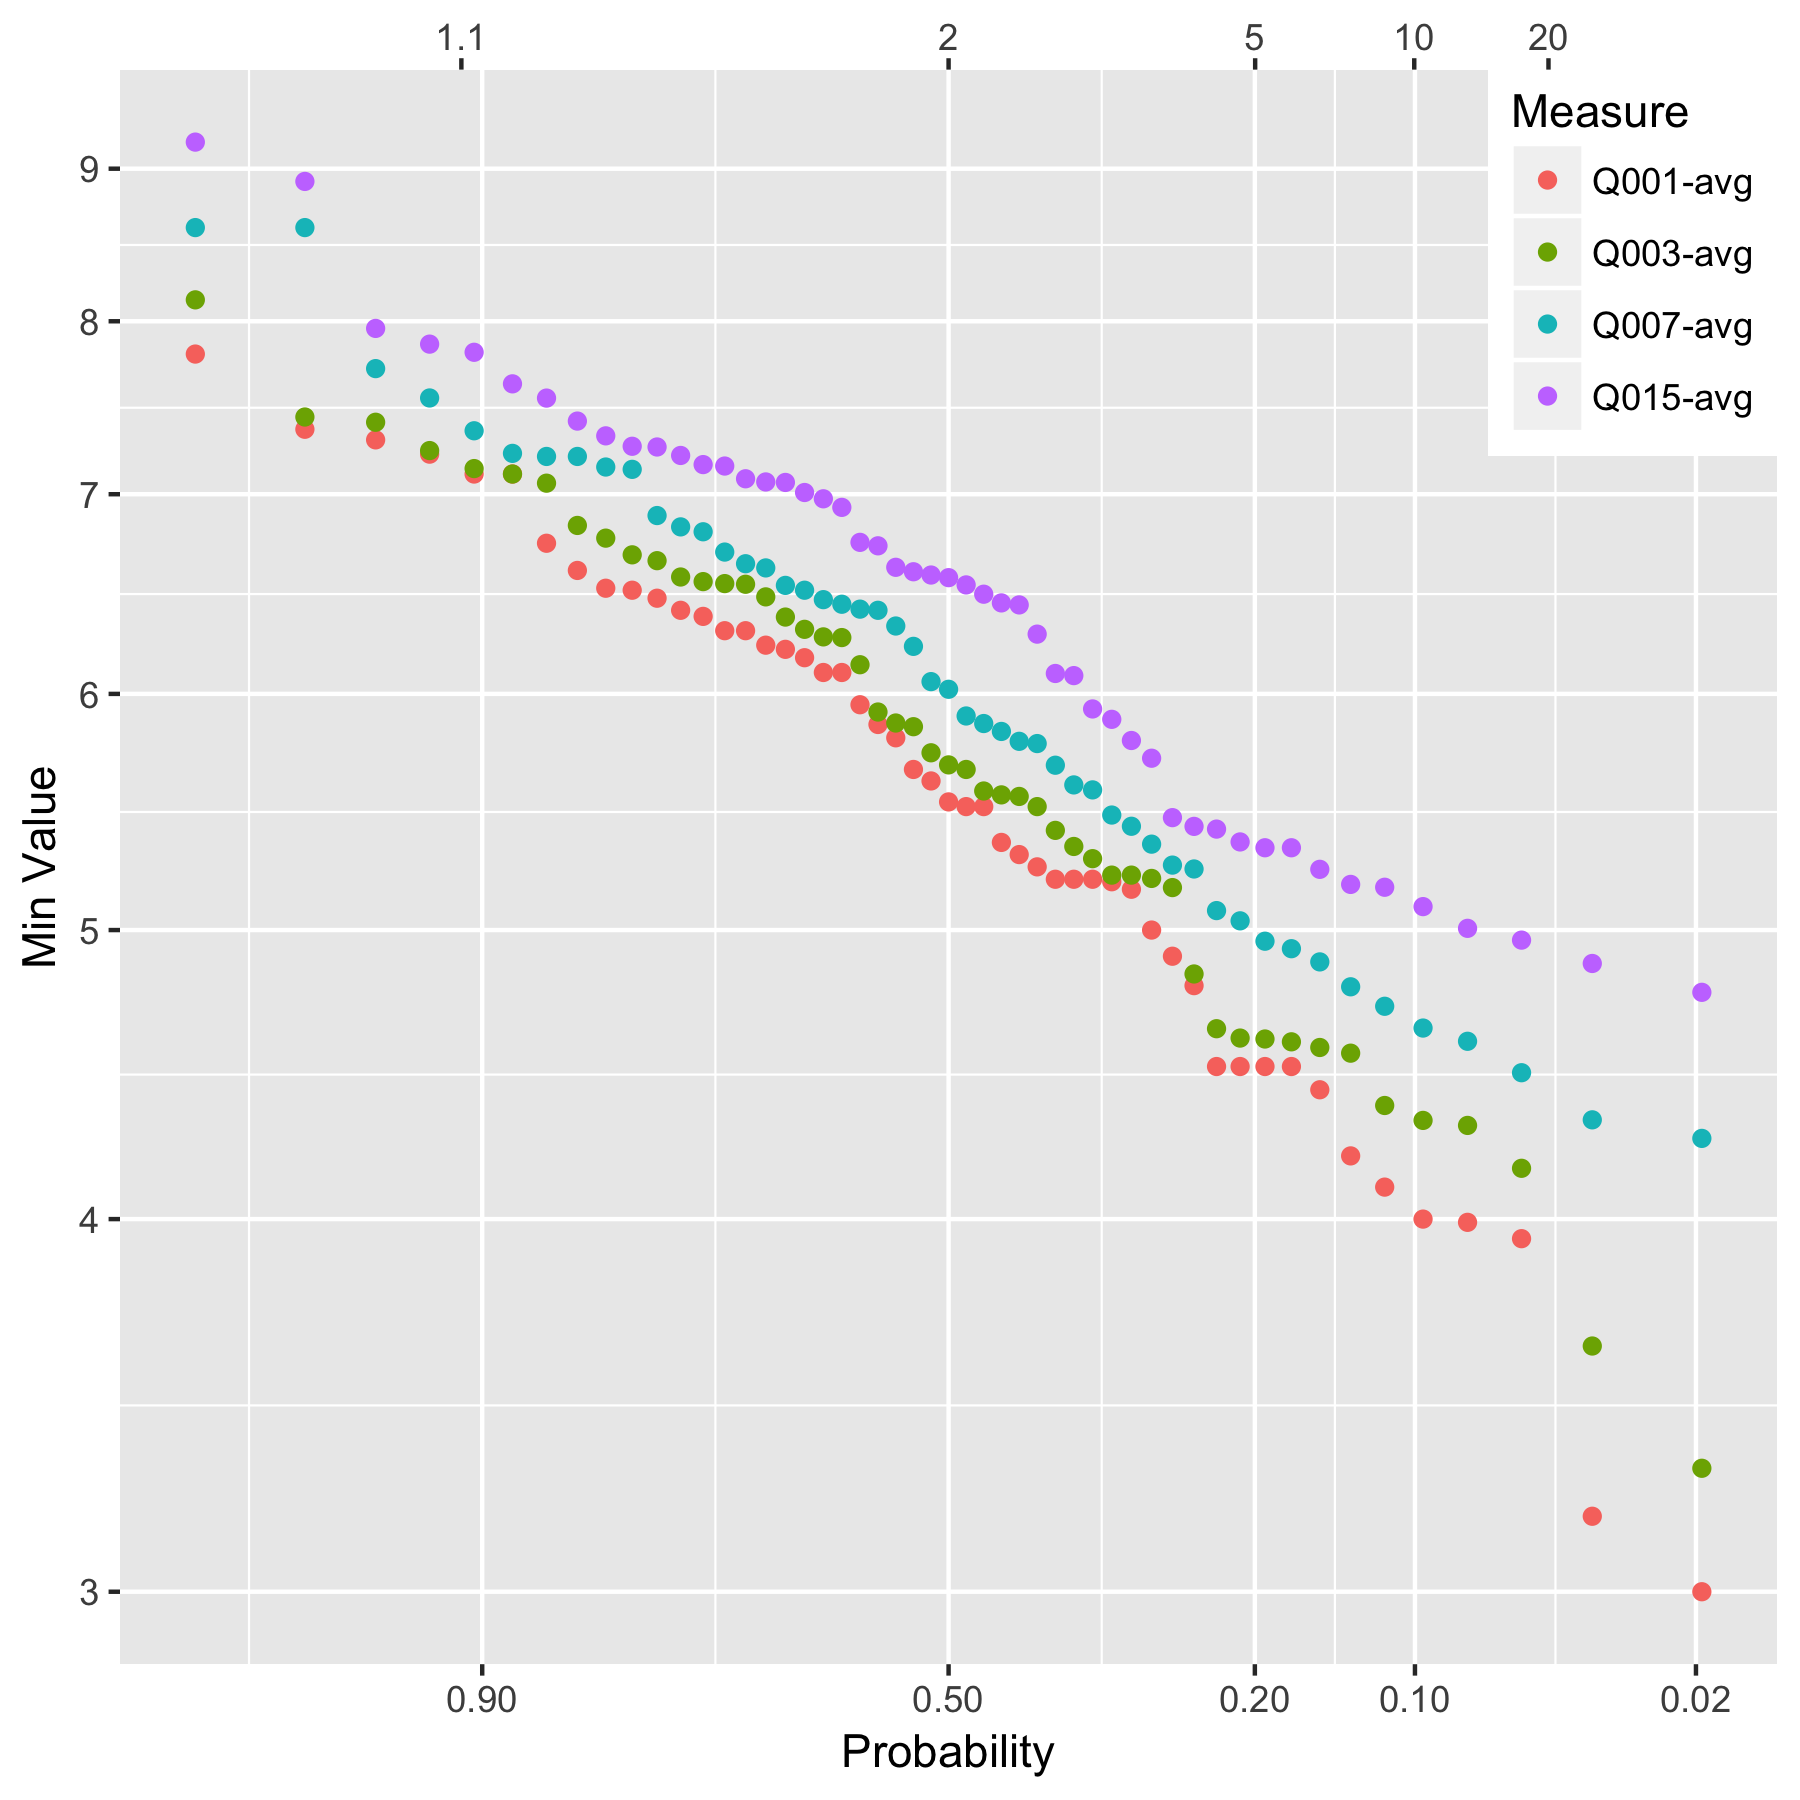 1.1 2 5 10 20
Measure
Q001-avg
Q003-avg
Q007-avg
Q015-avg
9
8
7
6
5
4
3
Min Value
0.90 0.50 0.20 0.10 0.02
Probability